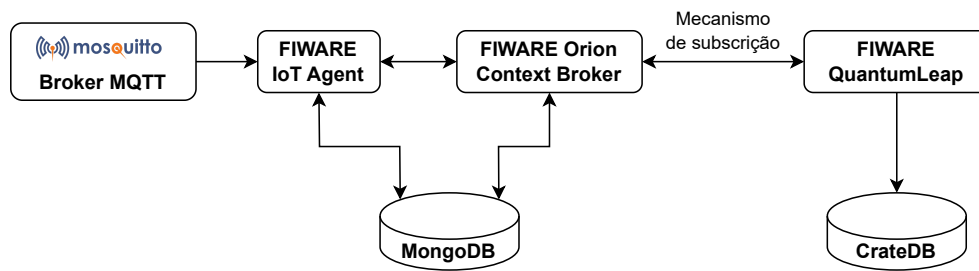 mosquitto
Broker MQTT
FIWARE
IoT Agent
FIWARE Orion
Context Broker
Mecanismo
de subscrição
FIWARE
QuantumLeap
MongoDB
CrateDB